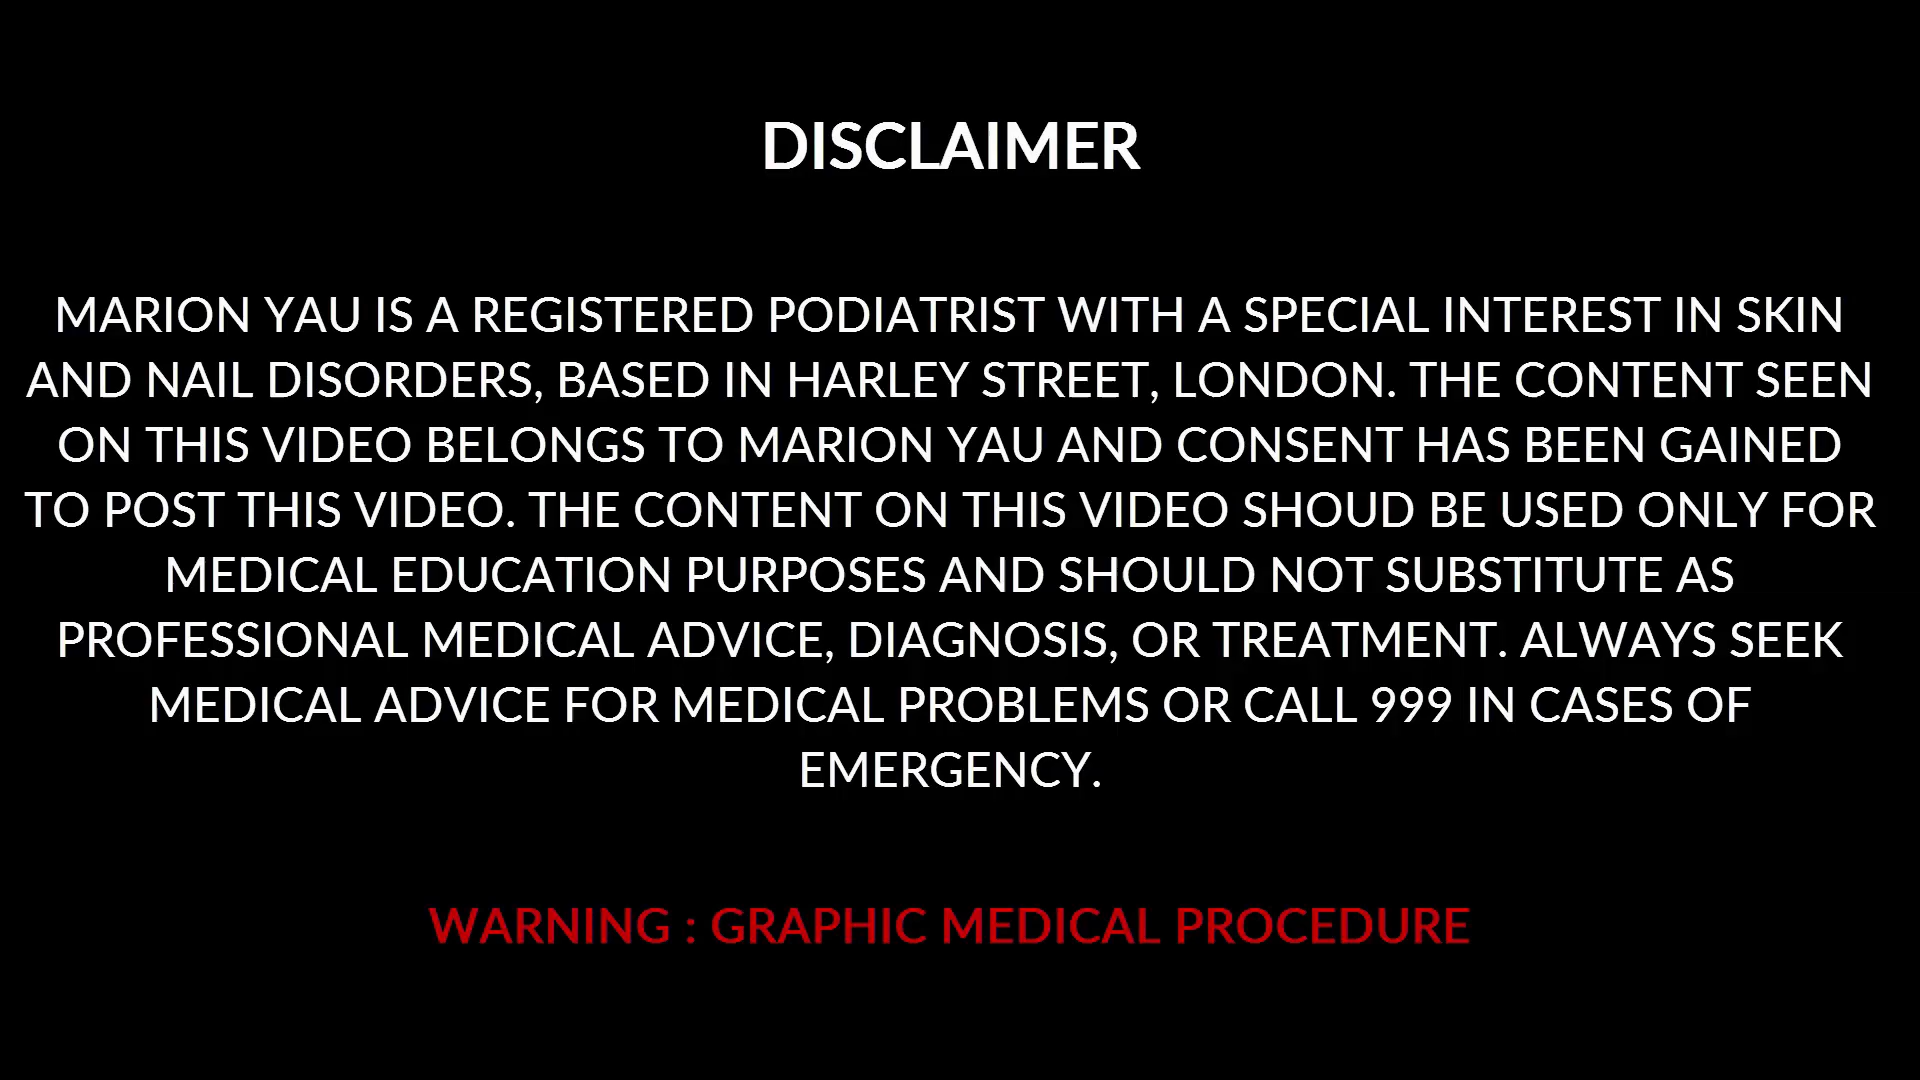 DISCLAIMER
MARION YAU IS A REGISTERED PODIATRIST WITH A SPECIAL INTEREST IN SKIN
AND NAIL DISORDERS, BASED IN HARLEY STREET, LONDON. THE CONTENT SEEN
ON THIS VIDEO BELONGS TO MARION YAU AND CONSENT HAS BEEN GAINED
TO POST THIS VIDEO. THE CONTENT ON THIS VIDEO SHOUD BE USED ONLY FOR
MEDICAL EDUCATION PURPOSES AND SHOULD NOT SUBSTITUTE AS
PROFESSIONAL MEDICAL ADVICE, DIAGNOSIS, OR TREATMENT. ALWAYS SEEK
MEDICAL ADVICE FOR MEDICAL PROBLEMS OR CALL 999 IN CASES OF
EMERGENCY.
WARNING : GRAPHIC MEDICAL PROCEDURE